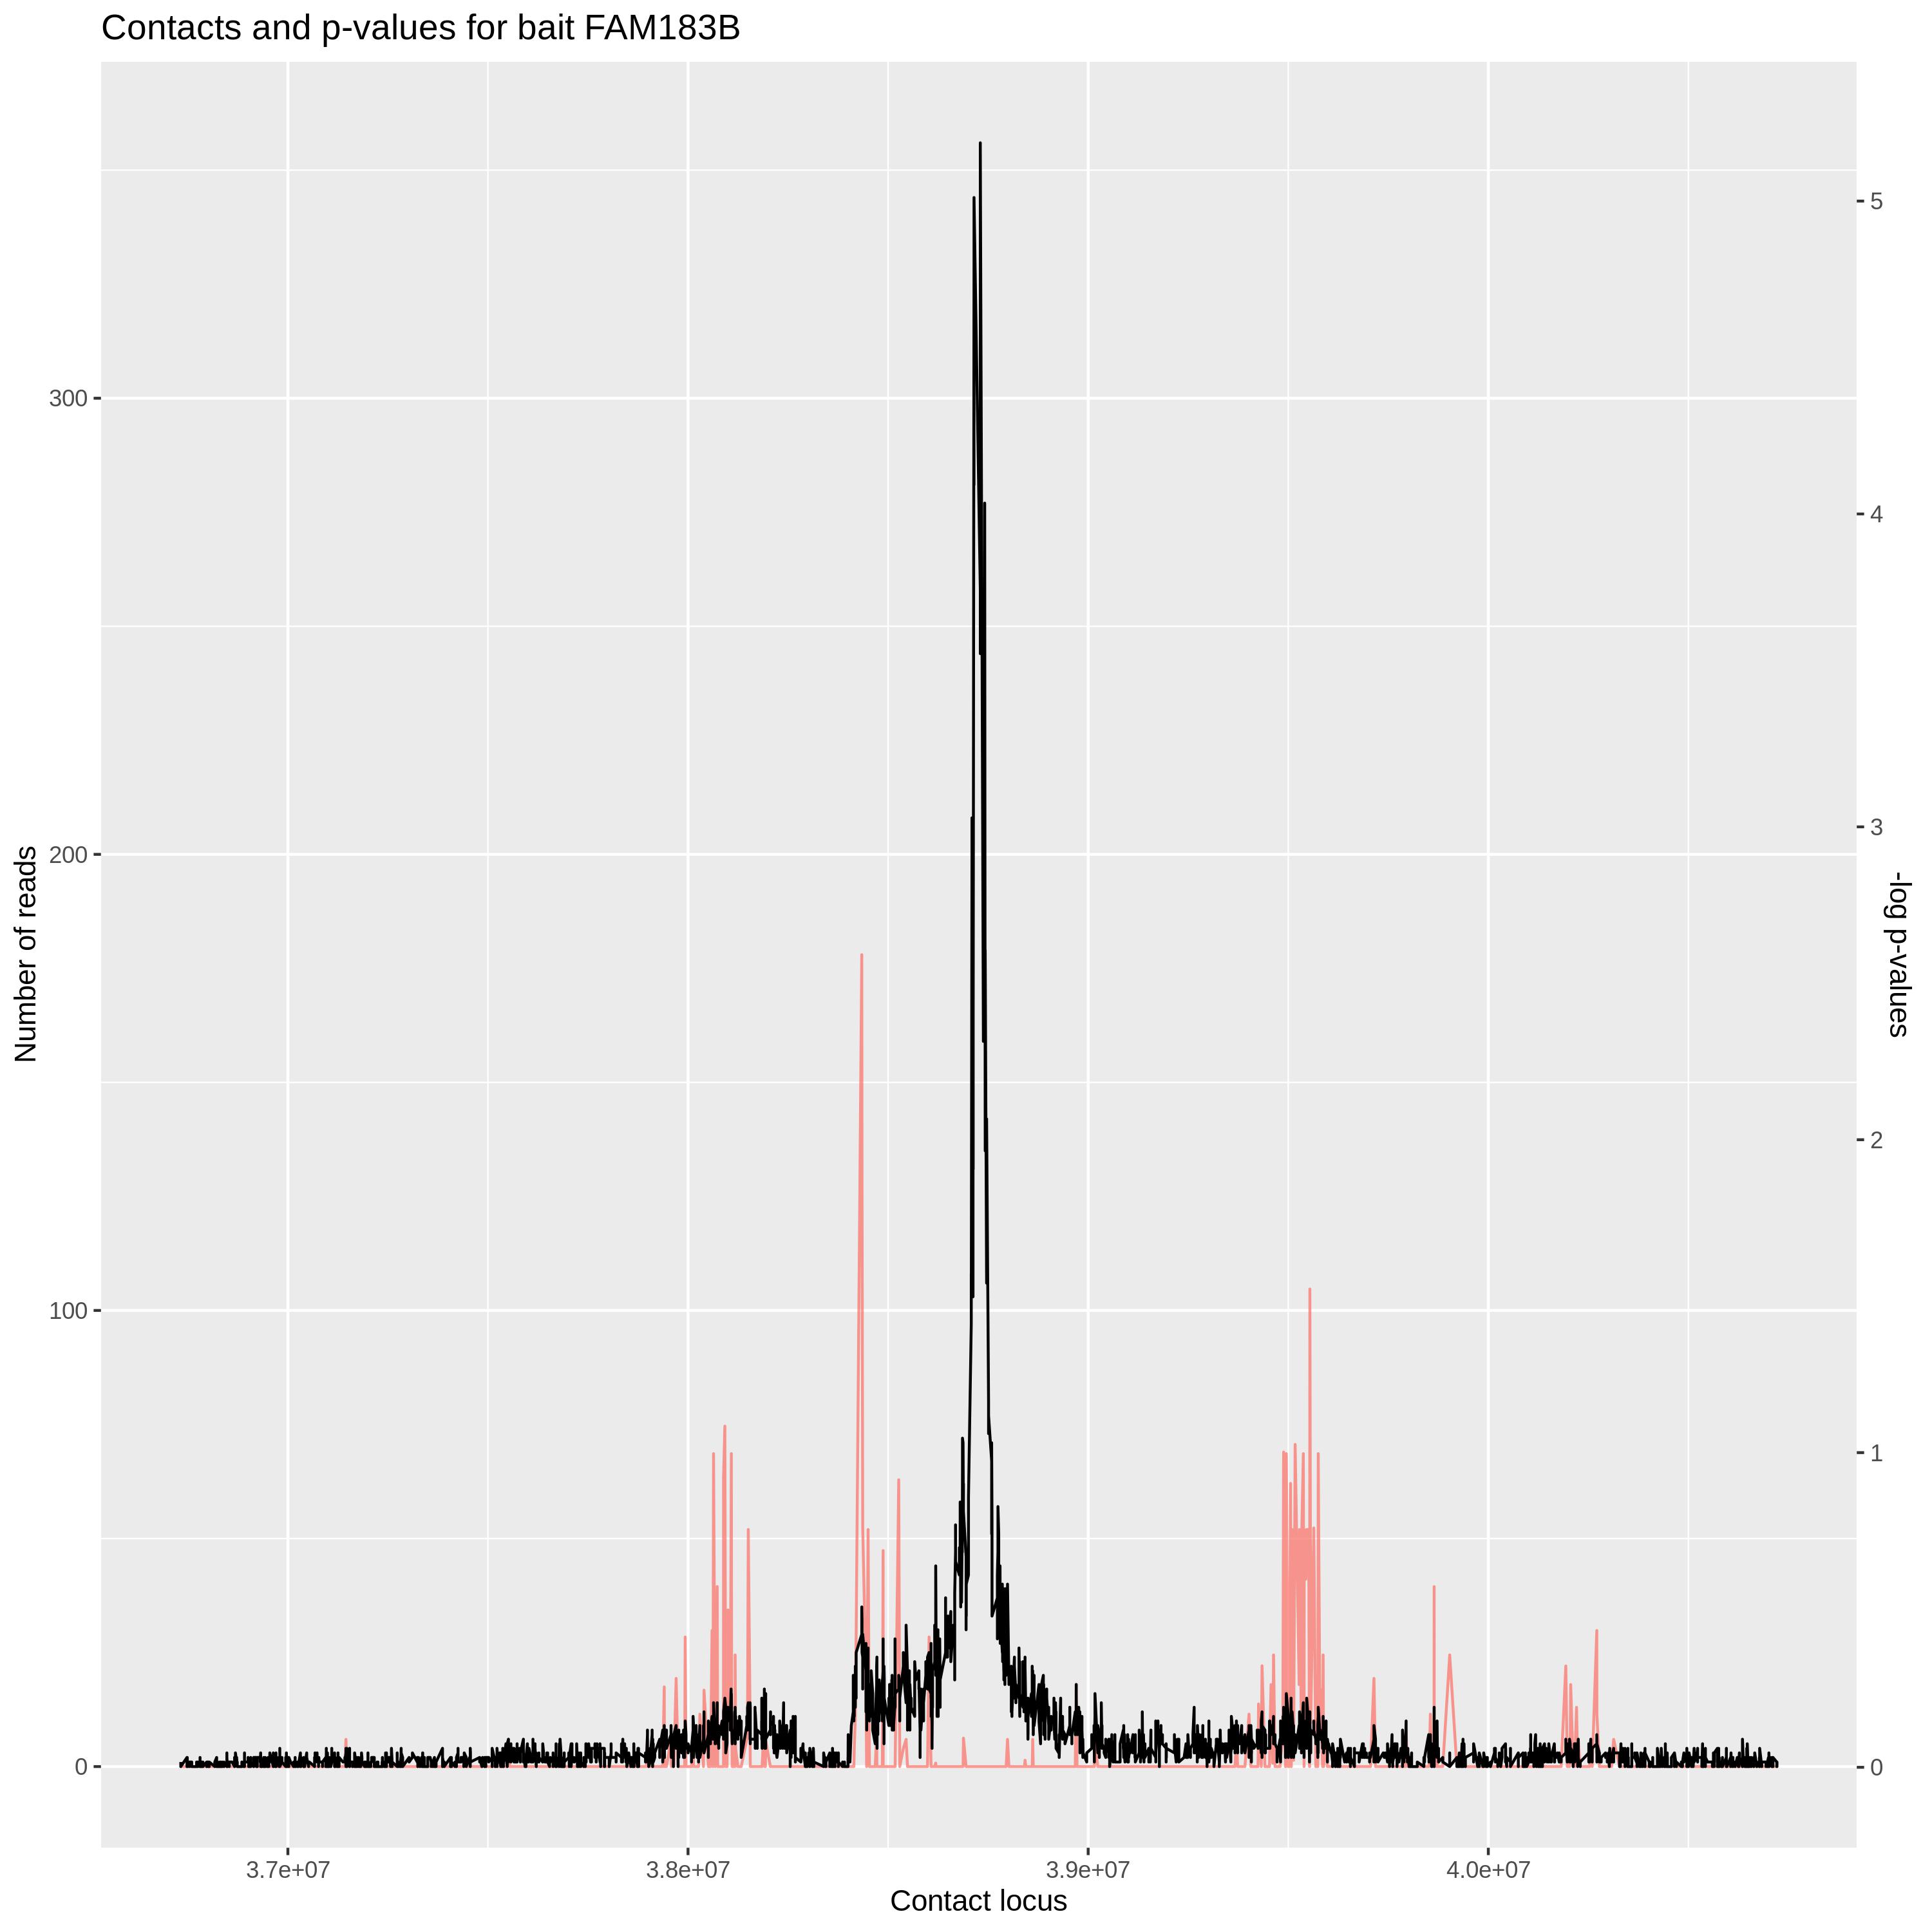 Contacts and p-values for bait FAM183B
300
200
100
0
Number of reads
5
4
3
2
1
0
-log p-values
3.7e+07 3.8e+07 3.9e+07 4.0e+07
Contact locus